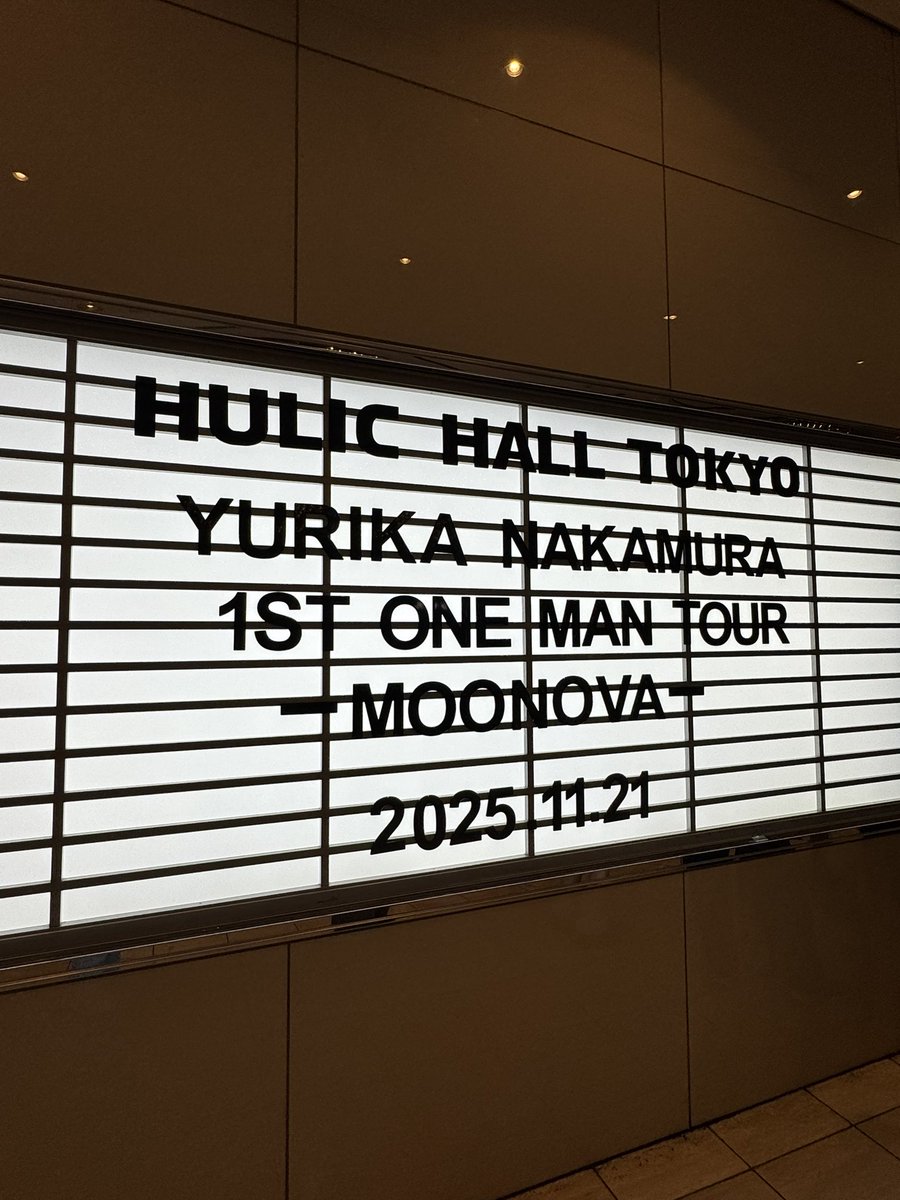 HULIC HALL TOKYO
YURIKA NAKAMURA
1ST ONE MAN TOUR
-MOONOVA-
2025.11.21